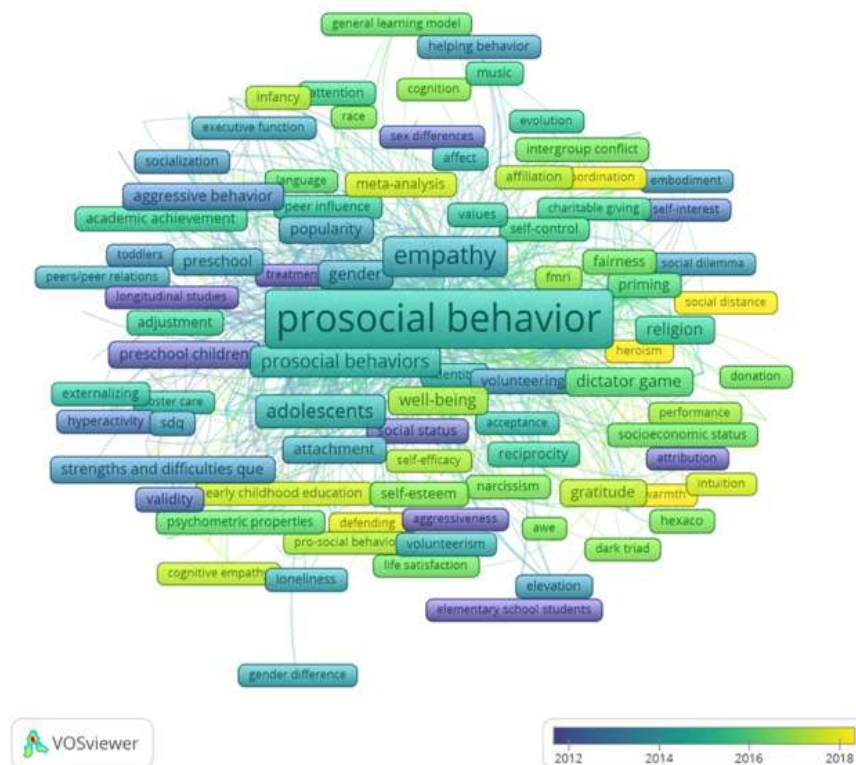 general learning model
helping behavior
music
infancy
attention
cognition
race
evolution
executive function
sex differences
intergroup conflict
socialization
affect
language
meta-analysis
affiliation
embodiment
aggressive behavior
peer influence
values
charitable giving
self-interest
academic achievement
popularity
self-control
toddlers
preschool
empathy
fairness
social dilemma
peers/peer relations
treatment
gender
fmri
priming
longitudinal studies
social distance
prosocial behavior
adjustment
religion
preschool children
heroism
prosocial behaviors
volunteering
dictator game
donation
externalizing
well-being
adolescents
performance
hyperactivity
sdq
social status
acceptance
socioeconomic status
attachment
reciprocity
attribution
strengths and difficulties que
self-efficacy
intuition
validity
early childhood education
self-esteem
narcissism
gratitude
warmth
psychometric properties
defending
aggressiveness
awe
hexaco
pro-social behavior
volunteerism
dark triad
life satisfaction
cognitive empathy
loneliness
elevation
elementary school students
gender difference
VOSviewer
2012 2014 2016 2018